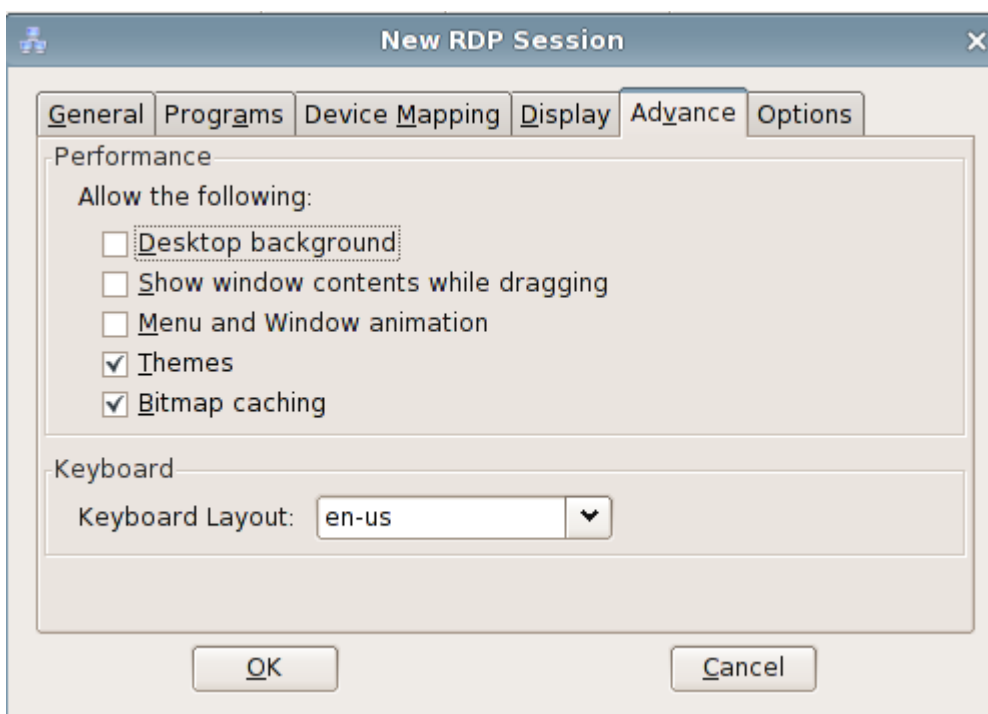 New RDP Session
General Programs Device Mapping Display Advance Options
Performance
Allow the following:
Desktop background
Show window contents while dragging
Menu and Window animation
Themes
Bitmap caching
Keyboard
Keyboard Layout: en-us
OK Cancel